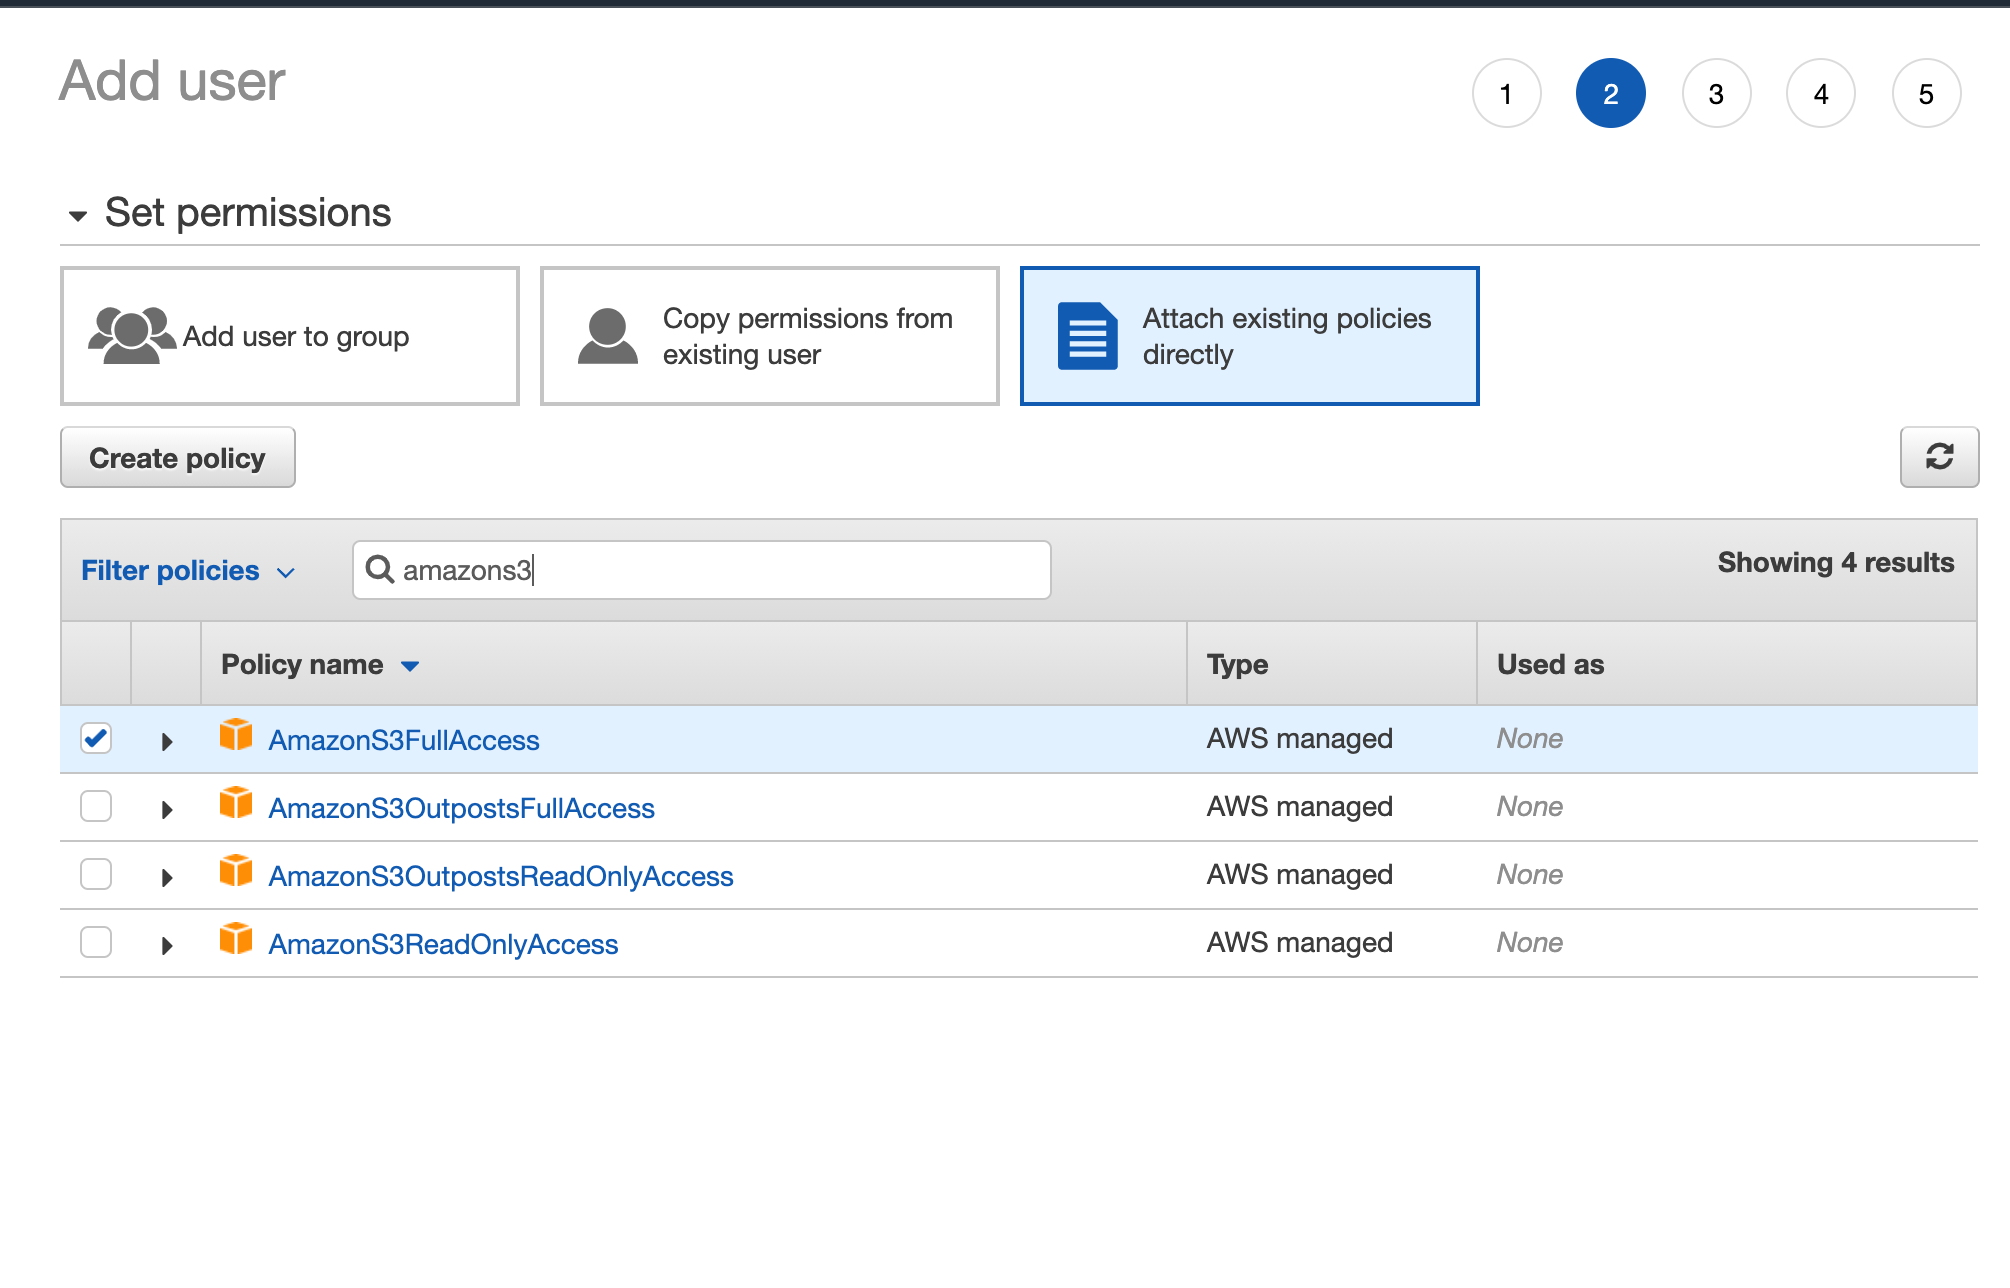 Add user
1 2 3 4 5
Set permissions
Add user to group
Copy permissions from
existing user
Attach existing policies
directly
Create policy
Filter policies
amazons3
Showing 4 results
Policy name Type Used as
AmazonS3FullAccess AWS managed None
AmazonS3OutpostsFullAccess AWS managed None
AmazonS3OutpostsReadOnlyAccess AWS managed None
AmazonS3ReadOnlyAccess AWS managed None